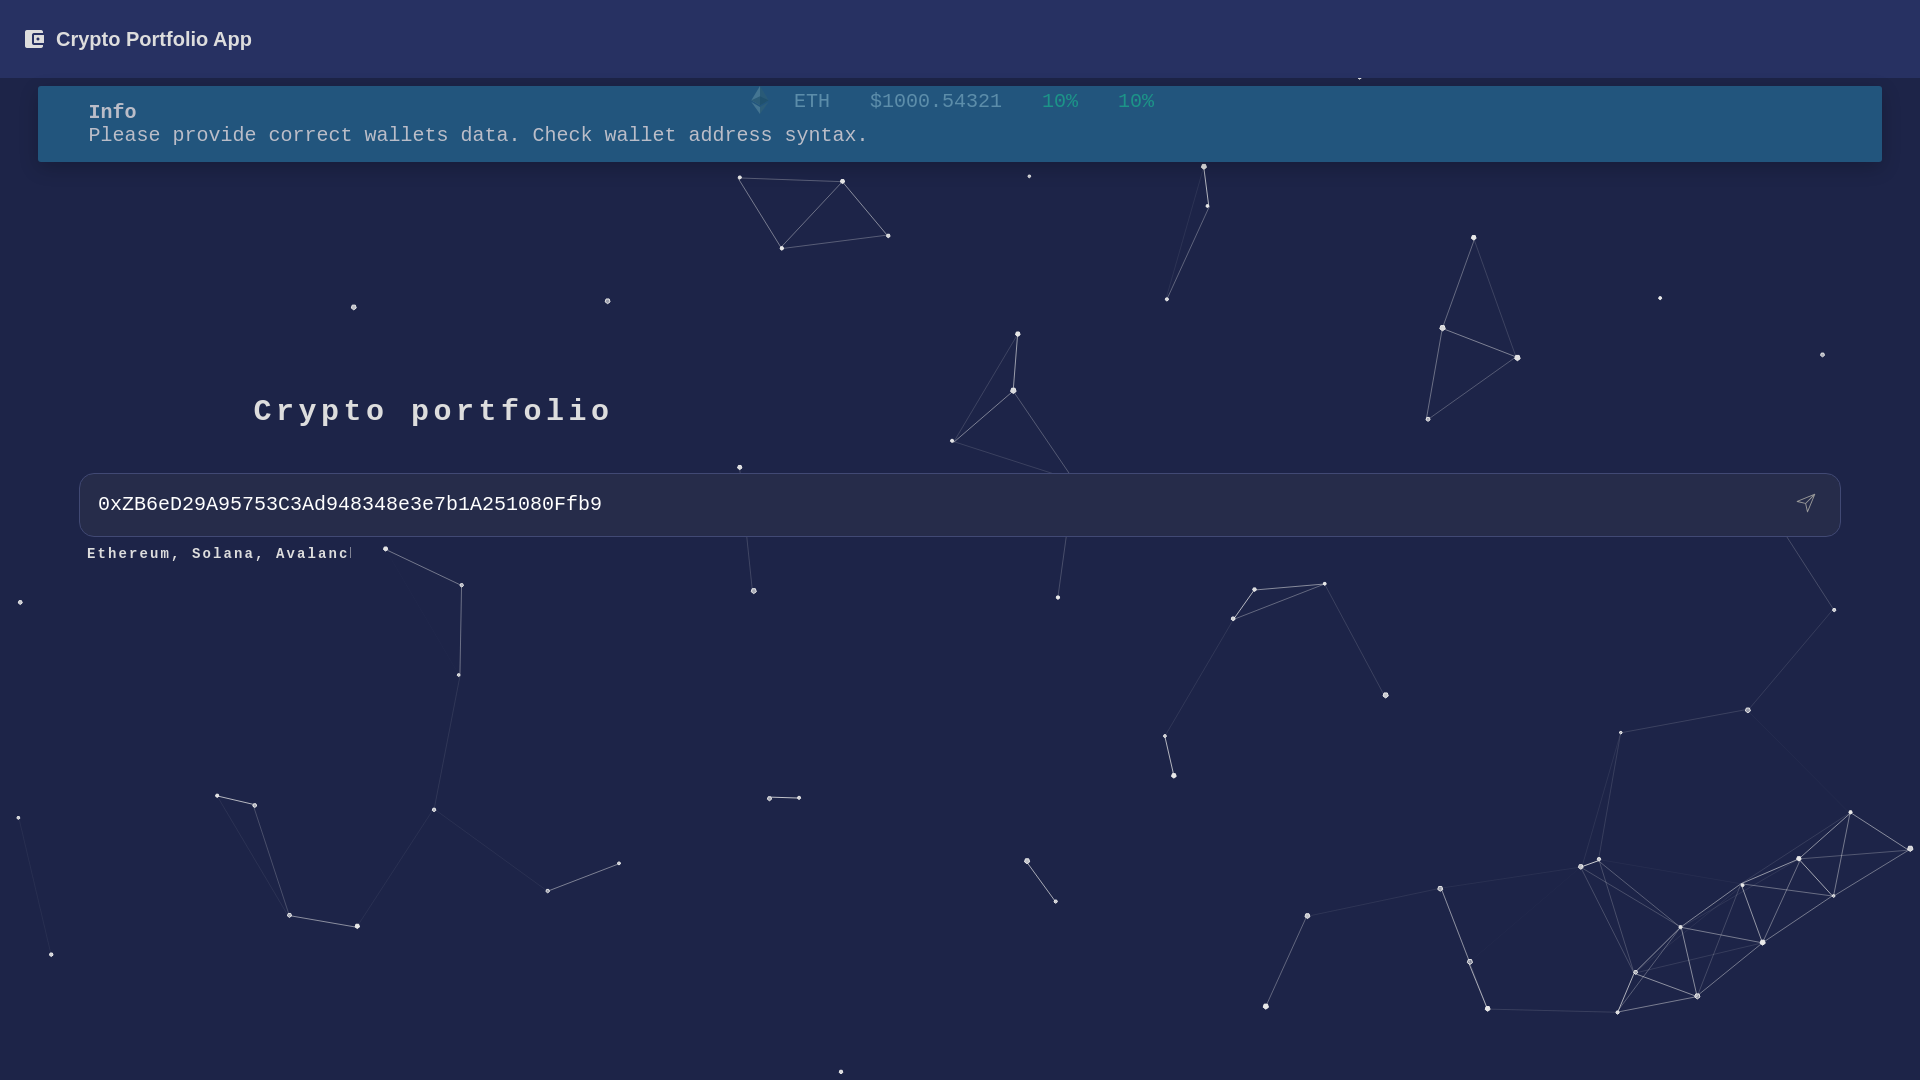 Crypto Portfolio App
ETH $1000.54321 10% 10%
Info
Please provide correct wallets data. Check wallet address syntax.
Crypto portfolio
0xZB6eD29A95753C3Ad948348e3e7b1A251080Ffb9
Ethereum, Solana, Avalanc